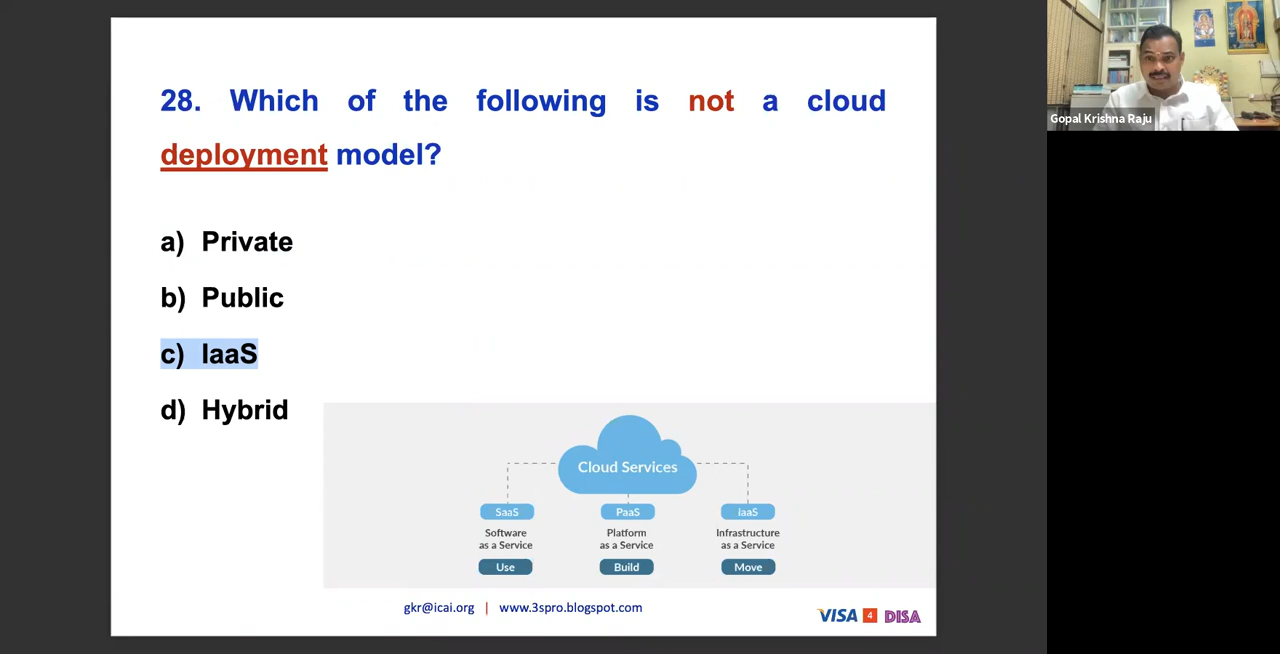 28. Which of the following is not a cloud
deployment model?
a) Private
b) Public
c) IaaS
d) Hybrid
Cloud Services
SaaS PaaS IaaS
Software Platform Infrastructure
as a Service as a Service as a Service
Use Build Move
gkr@icai.org | www.3spro.blogspot.com
VISA 4 DISA
Gopal Krishna Raju